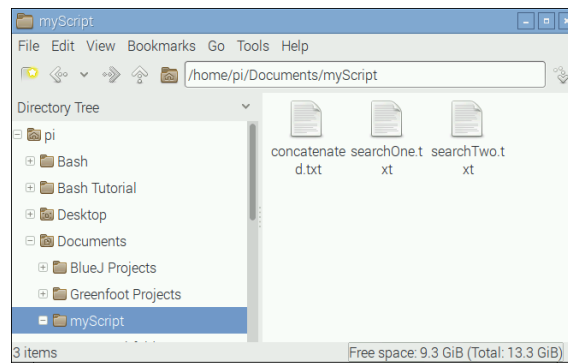 myScript
File Edit View Bookmarks Go Tools Help
/home/pi/Documents/myScript
Directory Tree
pi
Bash
Bash Tutorial
Desktop
Documents
BlueJ Projects
Greenfoot Projects
myScript
concatenate searchOne.t searchTwo.t
d.txt xt xt
3 items Free space: 9.3 GiB (Total: 13.3 GiB)